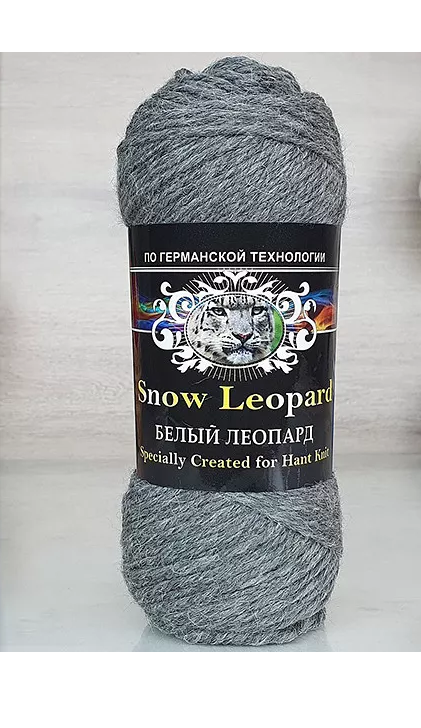 ПО ГЕРМАНСКОЙ ТЕХНОЛОГИИ
Snow Leopard
БЕЛЫЙ ЛЕОПАРД
Specially Created for Hant Knit